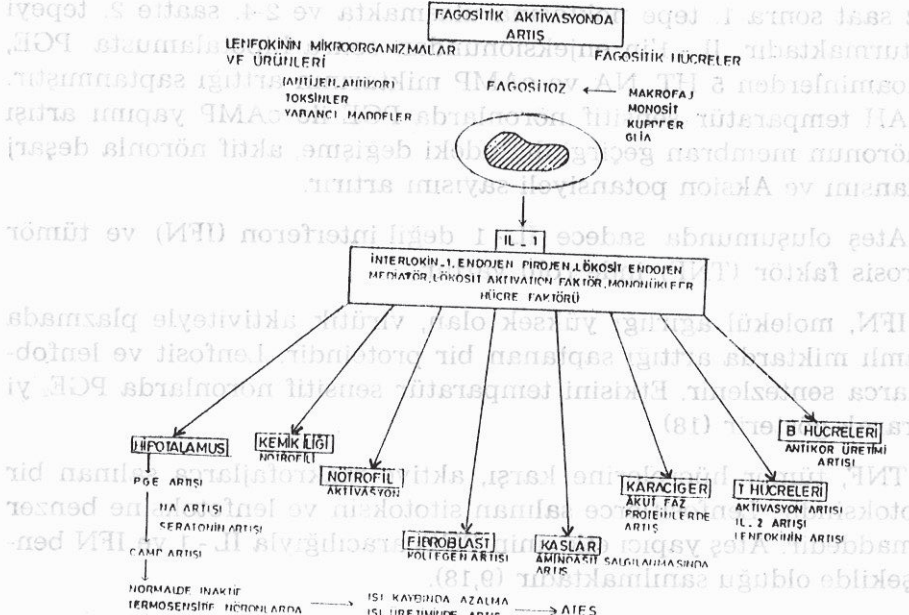 FAGOSİTİK AKTİVASYONDA
ARTIŞ
LENFOKİNİN MİKROORGANİZMALAR
VE ÜRÜNLERİ
(ANTİJEN, ANTİKOR)
TOKSİNLER
YABANCI MADDELER
FAGOSİTİK HÜCRELER
FAGOSİTOZ
MAKROFAJ
MONOSİT
KUPFFER
GLİA
IL-1
İNTERLOKİN-1, ENDOJEN PİROJEN, LÖKOSİT ENDOJEN
MEDİATÖR, LÖKOSİT AKTİVATİON FAKTÖR, MONONÜKLEER
HÜCRE FAKTÖRÜ
HİPOTALAMUS
PGE ARTIŞI
NA ARTIŞI
SERATONİN ARTIŞI
CAMP ARTIŞI
NORMALDE İNAKTİF
TERMOSENSİTİF NÖRONLARDA
ISI KAYBINDA AZALMA
ISI ÜRETİMİNDE ARTIŞ
ATEŞ
KEMİK İLİĞİ
NÖTROFİLİ
NÖTROFİL
AKTİVASYON
FİBROBLAST
KOLLEGEN ARTIŞI
KASLAR
AMİNOASİT SALGILANMASINDA
ARTIŞ
KARACİĞER
AKUT FAZ
PROTEİNLERDE
ARTIŞ
T HÜCRELERİ
AKTİVASYON ARTIŞI
IL-2 ARTIŞI
LENFOKİNİN ARTIŞI
B HÜCRELERİ
ANTİKOR ÜRETİMİ
ARTIŞI